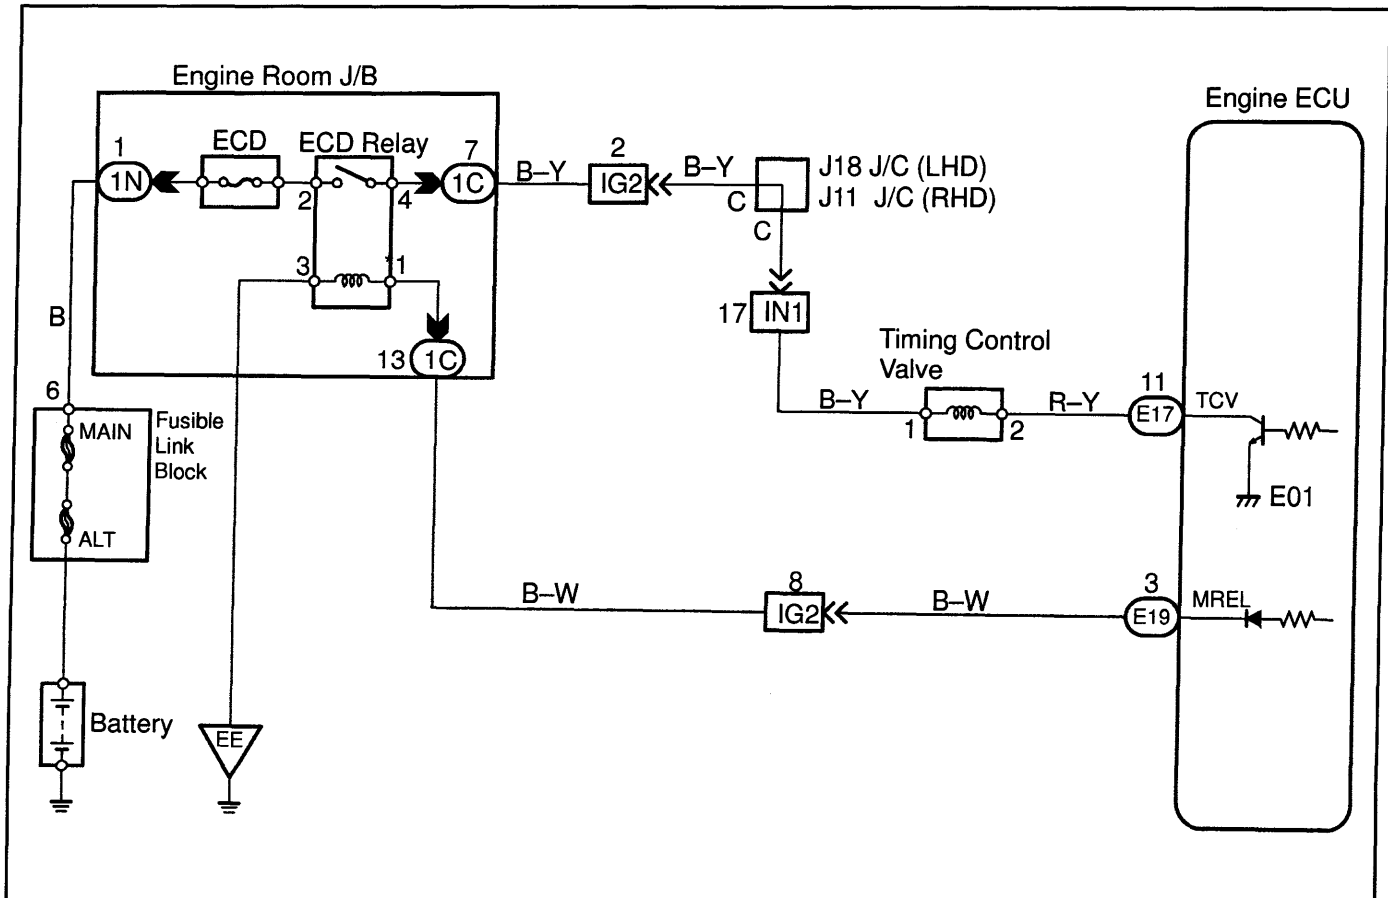 Engine Room J/B
Engine ECU
1
ECD
ECD Relay
7
2
1N
2
4
1C
B–Y
IG2
B–Y
C
J18 J/C (LHD)
J11 J/C (RHD)
C
3
*1
B
17
IN1
13
1C
Timing Control
Valve
6
MAIN
Fusible
Link
Block
ALT
B–Y
1
2
R–Y
11
E17
TCV
E01
B–W
8
IG2
B–W
3
E19
MREL
Battery
EE